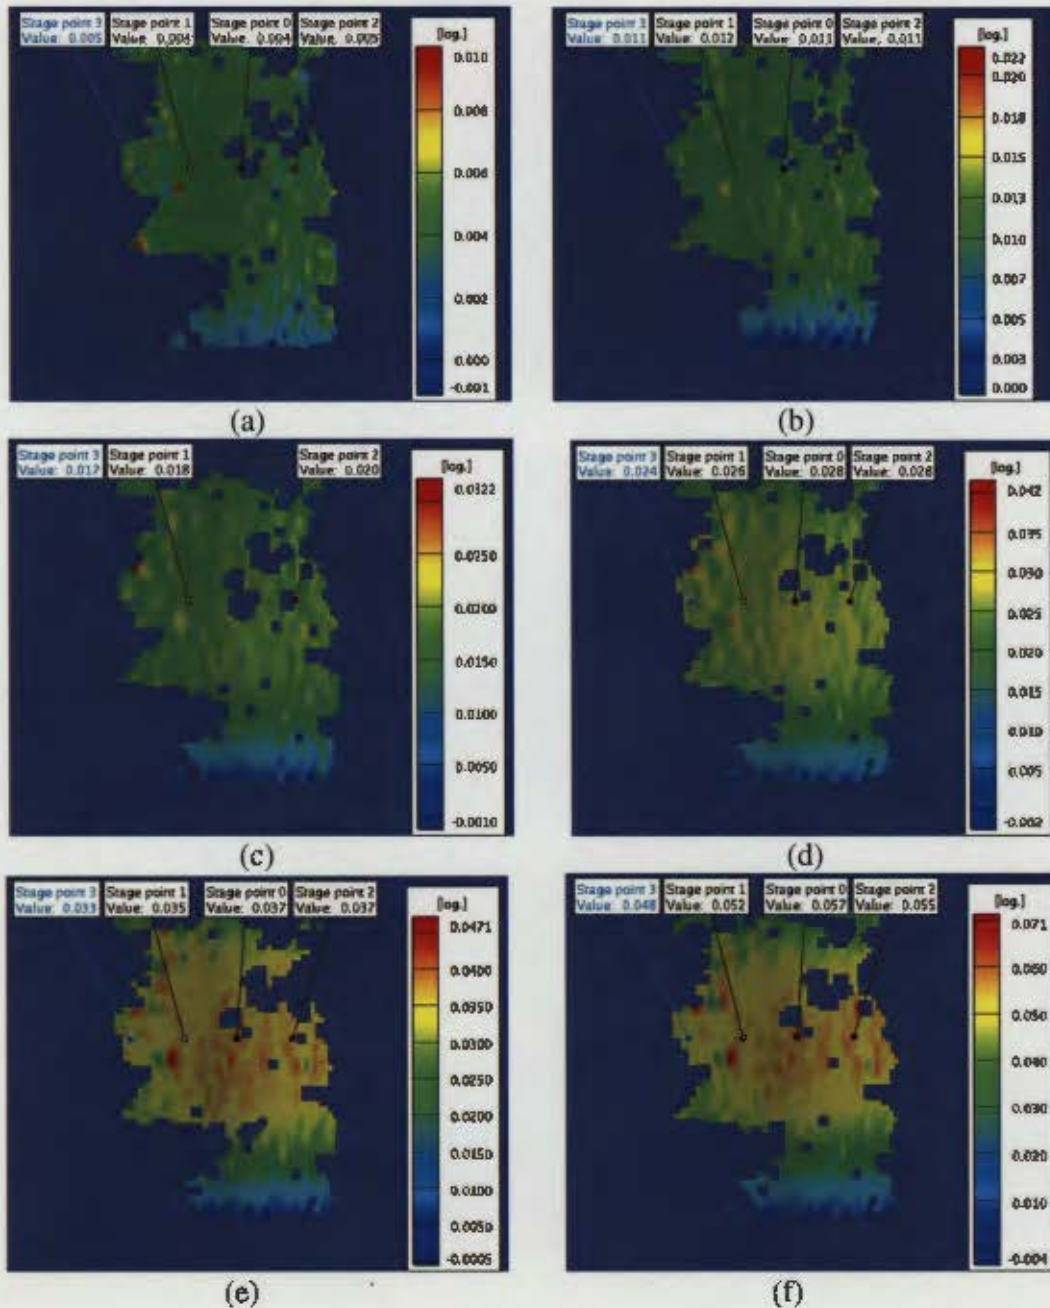 Stage point 3 Stage point 1 Stage point 0 Stage point 2
Value: 0.005 Value: 0.004 Value: 0.004 Value: 0.005
[log.]
0.010
0.008
0.006
0.004
0.002
0.000
-0.001
(a)
Stage point 3 Stage point 1 Stage point 0 Stage point 2
Value: 0.011 Value: 0.012 Value: 0.011 Value: 0.011
[log.]
0.022
0.020
0.018
0.015
0.013
0.010
0.007
0.005
0.003
0.000
(b)
Stage point 3 Stage point 1 Stage point 2
Value: 0.017 Value: 0.018 Value: 0.020
[log.]
0.0322
0.0250
0.0200
0.0150
0.0100
0.0050
-0.0010
(c)
Stage point 3 Stage point 1 Stage point 0 Stage point 2
Value: 0.024 Value: 0.026 Value: 0.028 Value: 0.028
[log.]
0.042
0.035
0.030
0.025
0.020
0.015
0.010
0.005
-0.002
(d)
Stage point 3 Stage point 1 Stage point 0 Stage point 2
Value: 0.033 Value: 0.035 Value: 0.037 Value: 0.037
[log.]
0.0471
0.0400
0.0350
0.0300
0.0250
0.0200
0.0150
0.0100
0.0050
-0.0005
(e)
Stage point 3 Stage point 1 Stage point 0 Stage point 2
Value: 0.048 Value: 0.052 Value: 0.057 Value: 0.055
[log.]
0.071
0.060
0.050
0.040
0.030
0.020
0.010
-0.004
(f)